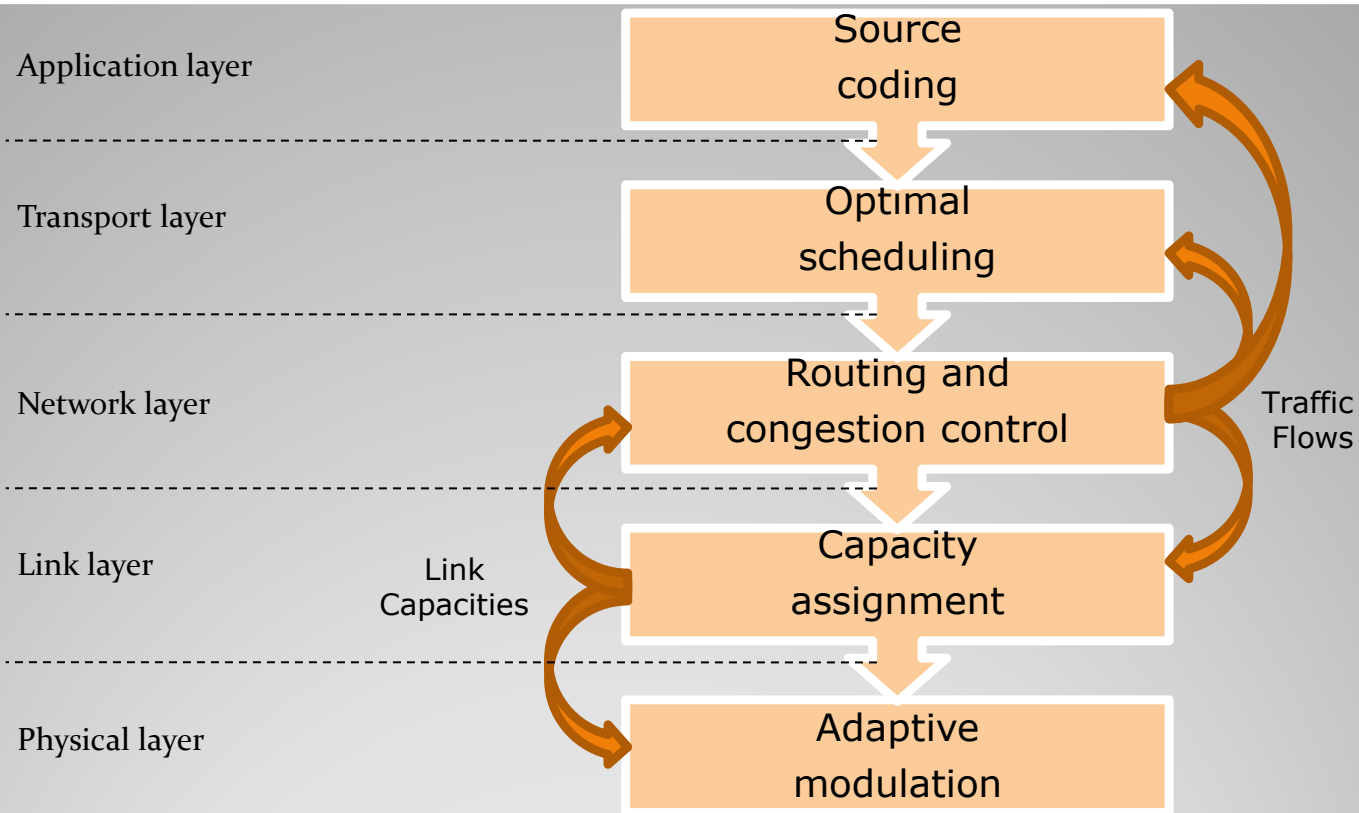 Application layer
Source
coding
Transport layer
Optimal
scheduling
Network layer
Routing and
congestion control
Traffic
Flows
Link layer
Link
Capacities
Capacity
assignment
Physical layer
Adaptive
modulation